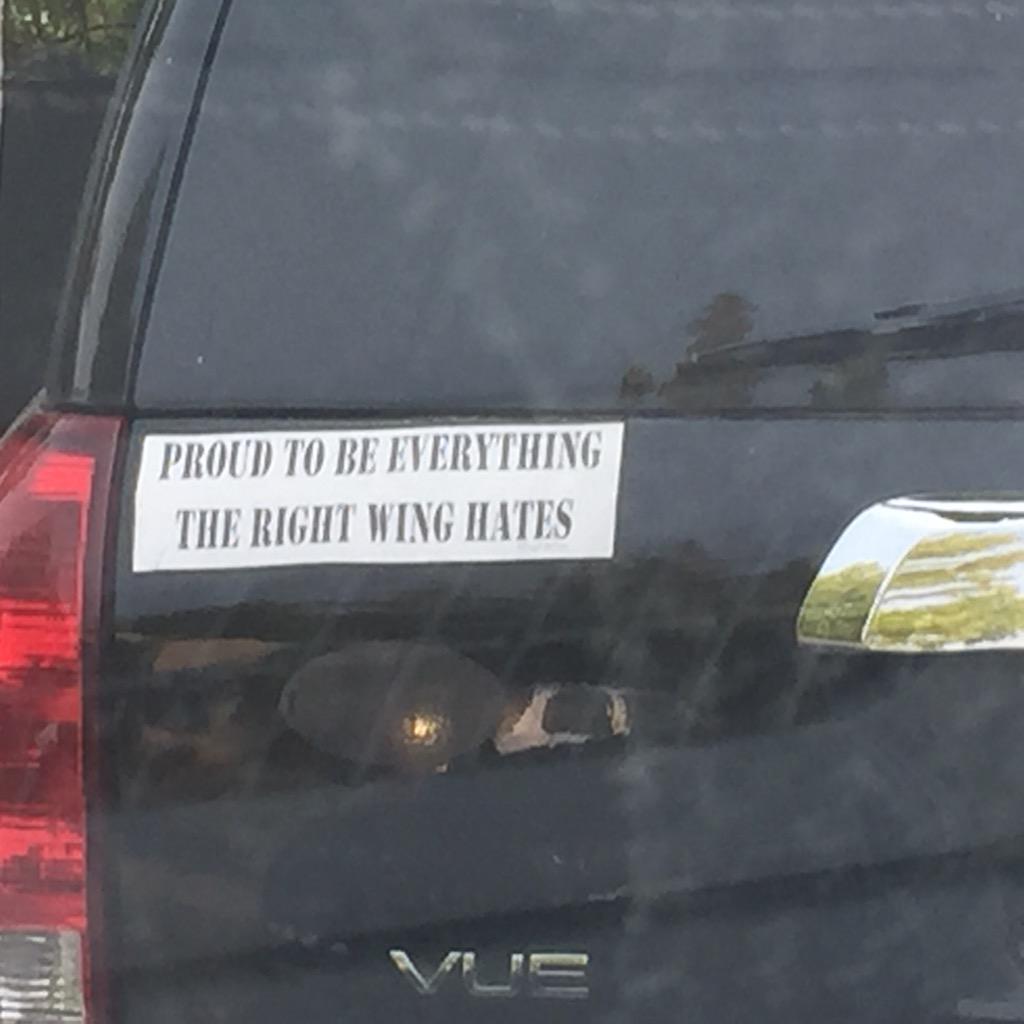 PROUD TO BE EVERYTHING
THE RIGHT WING HATES
VUE